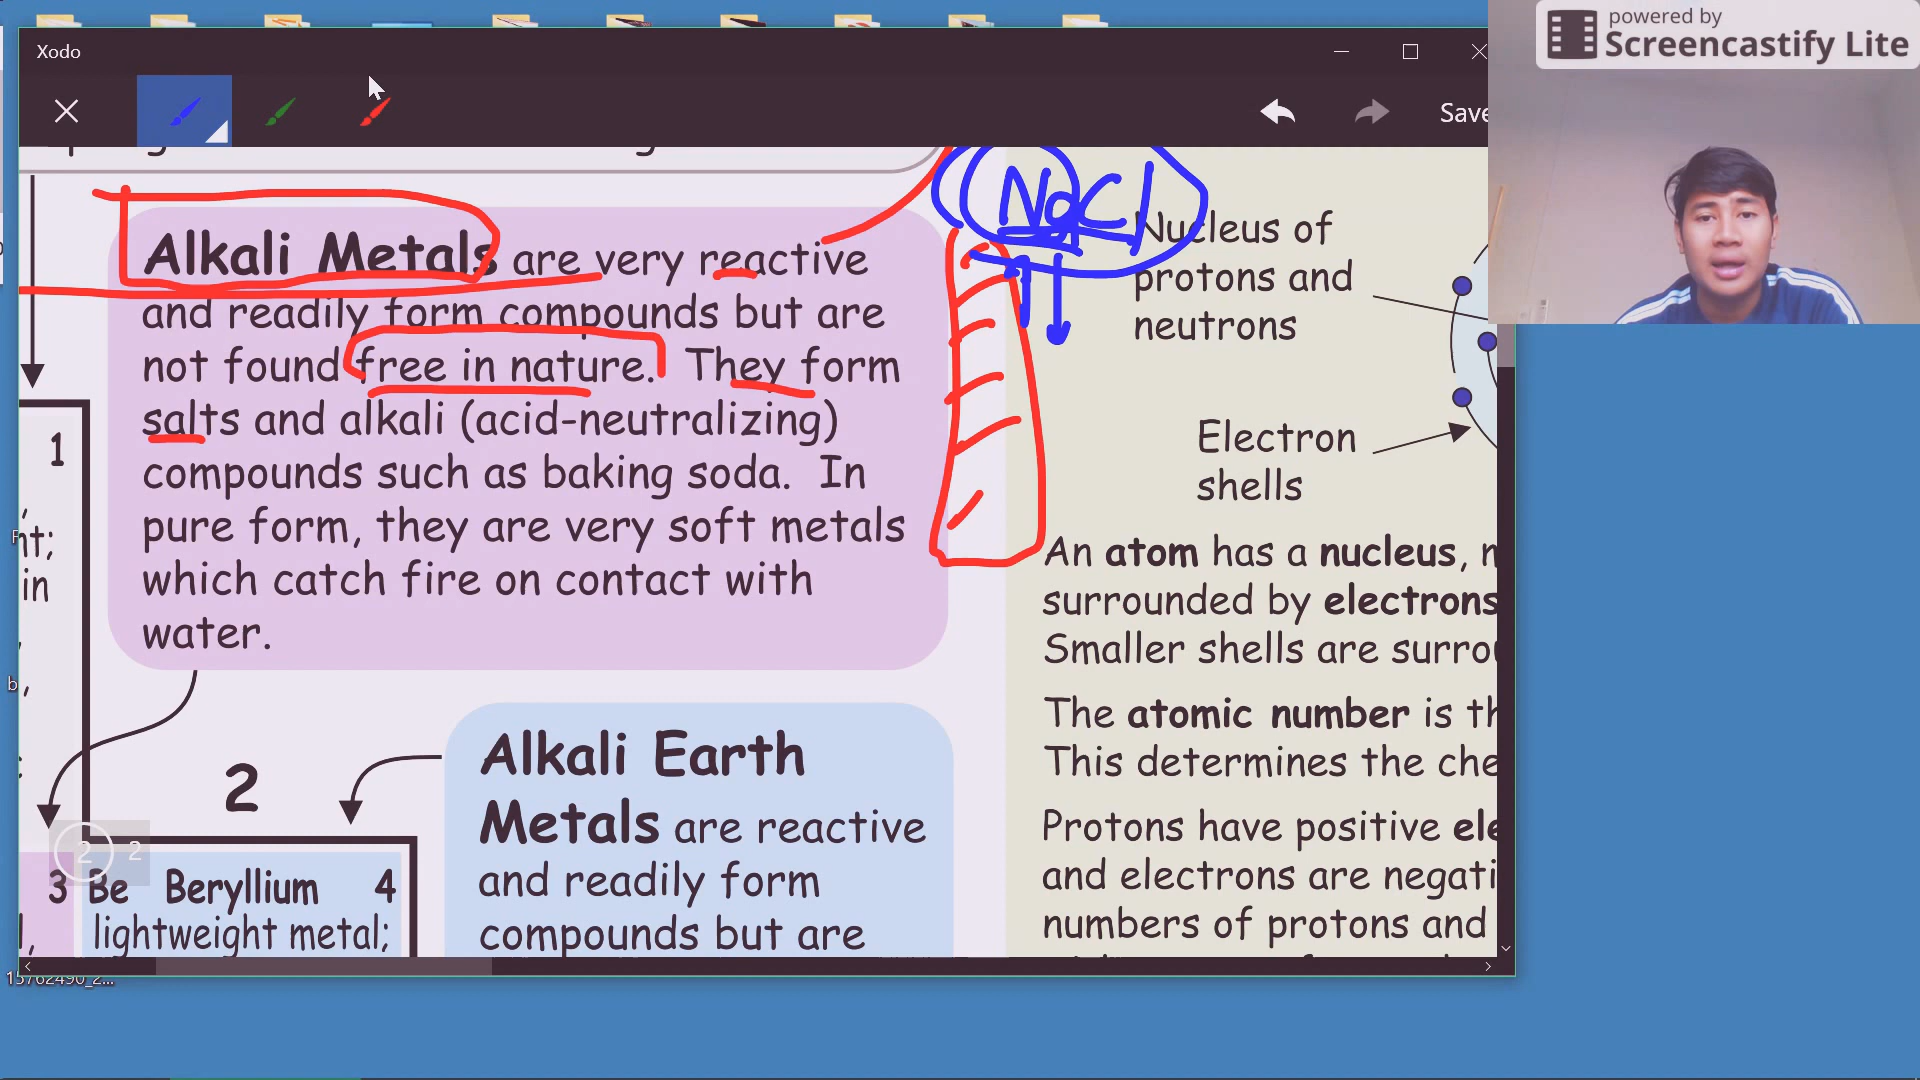 powered by
Screencastify Lite
Xodo
Save
NaCl
Alkali Metals are very reactive
and readily form compounds but are
not found free in nature. They form
salts and alkali (acid-neutralizing)
compounds such as baking soda. In
pure form, they are very soft metals
which catch fire on contact with
water.
Nucleus of
protons and
neutrons
Electron
shells
1
in
An atom has a nucleus,
surrounded by electrons
Smaller shells are
The atomic number is
This determines the
Protons have positive
and electrons are
numbers of protons and
2
Alkali Earth
Metals are reactive
and readily form
compounds but are
2 2
3 Be Beryllium 4
lightweight metal;